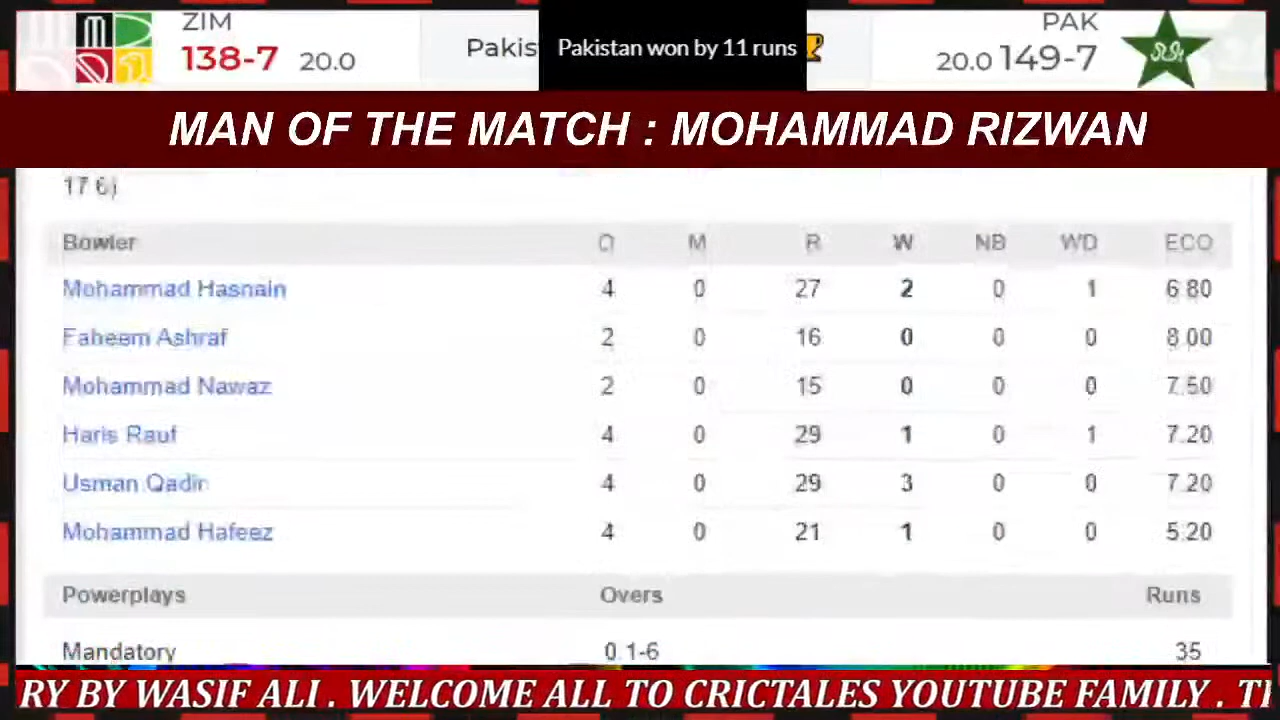 ZIM
138-7 20.0
Pakis
Pakistan won by 11 runs
PAK
20.0 149-7
MAN OF THE MATCH : MOHAMMAD RIZWAN
17 6)
Bowler O M R W NB WD ECO
Mohammad Hasnain 4 0 27 2 0 1 6 80
Faheem Ashraf 2 0 16 0 0 0 8.00
Mohammad Nawaz 2 0 15 0 0 0 7.50
Haris Rauf 4 0 29 1 0 1 7.20
Usman Qadir 4 0 29 3 0 0 7.20
Mohammad Hafeez 4 0 21 1 0 0 5.20
Powerplays Overs Runs
Mandatory 0.1-6 35
RY BY WASIF ALI . WELCOME ALL TO CRICTALES YOUTUBE FAMILY .